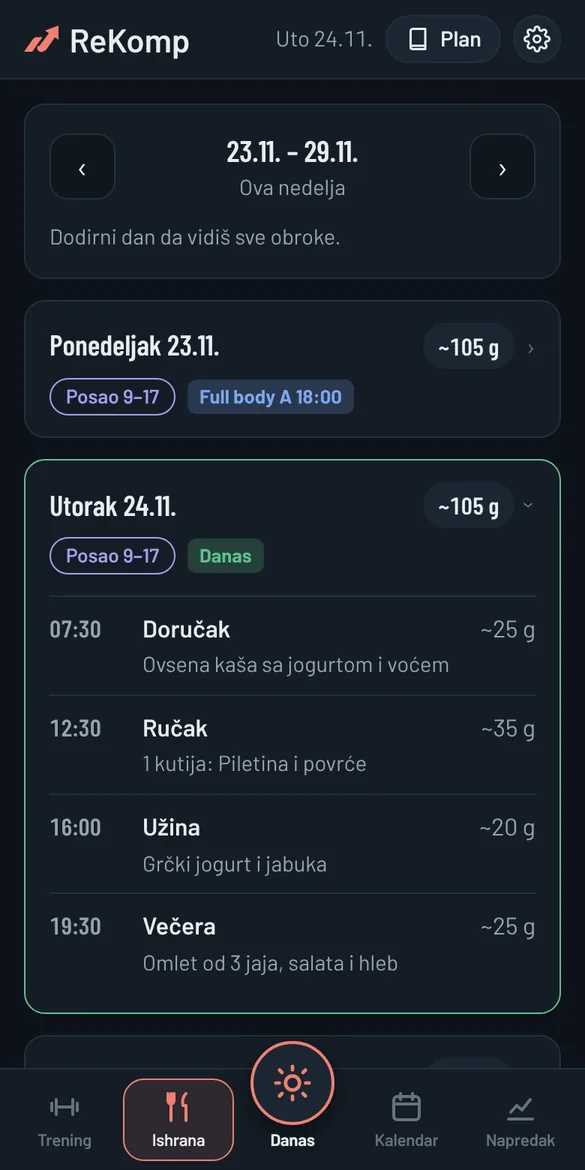 ReKomp
Uto 24.11.
Plan
‹
23.11. – 29.11.
›
Ova nedelja
Dodirni dan da vidiš sve obroke.
Ponedeljak 23.11.
~105 g ›
Posao 9–17
Full body A 18:00
Utorak 24.11.
~105 g
Posao 9–17
Danas
07:30
Doručak
~25 g
Ovsena kaša sa jogurtom i voćem
12:30
Ručak
~35 g
1 kutija: Piletina i povrće
16:00
Užina
~20 g
Grčki jogurt i jabuka
19:30
Večera
~25 g
Omlet od 3 jaja, salata i hleb
Trening
Ishrana
Danas
Kalendar
Napredak